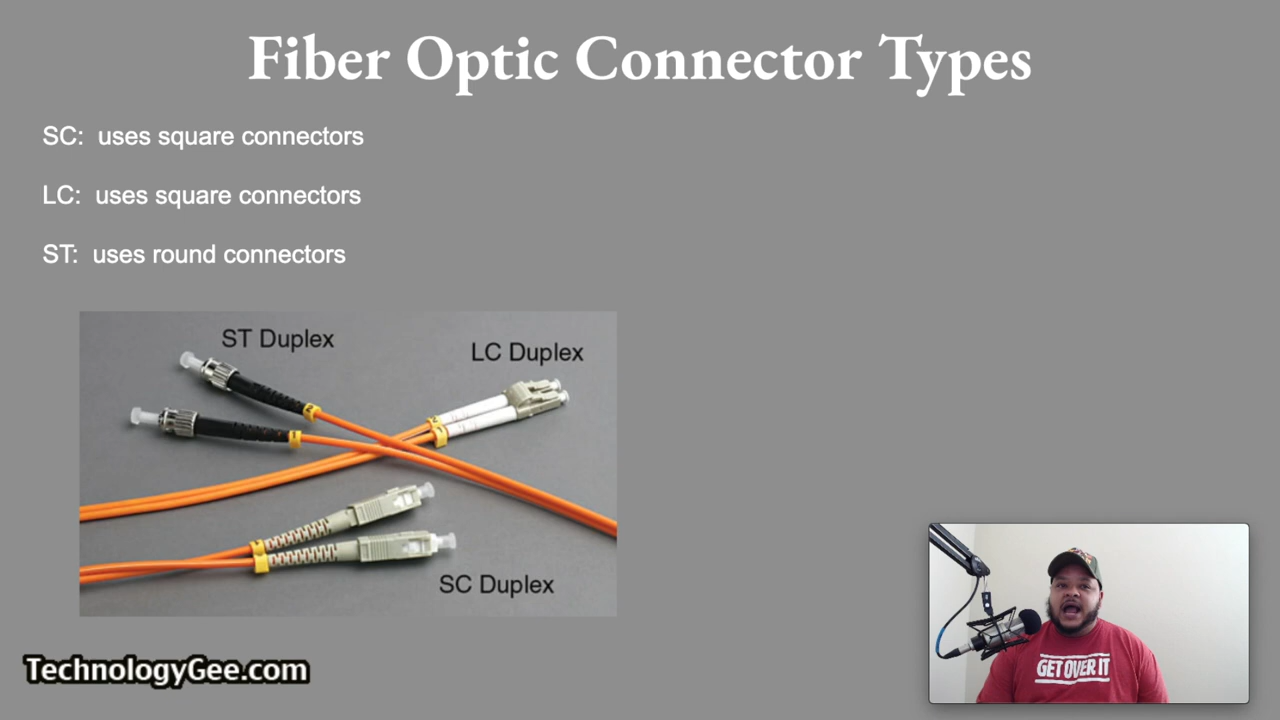 Fiber Optic Connector Types
SC: uses square connectors
LC: uses square connectors
ST: uses round connectors
ST Duplex
LC Duplex
SC Duplex
TechnologyGee.com
GET OVER IT